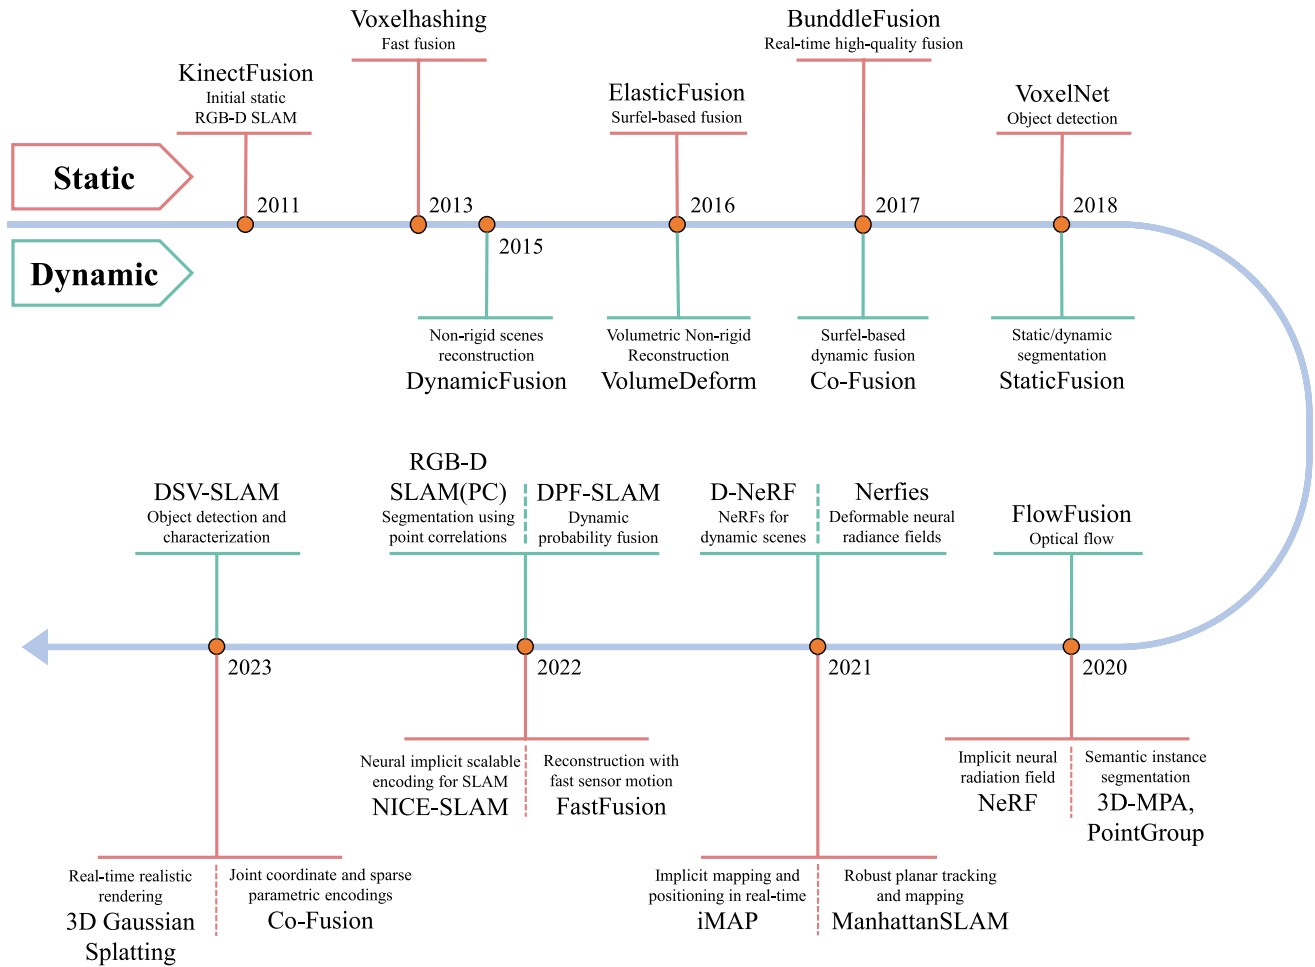 Voxelhashing
Fast fusion
BunddleFusion
Real-time high-quality fusion
KinectFusion
Initial static
RGB-D SLAM
ElasticFusion
Surfel-based fusion
VoxelNet
Object detection
Static
2011
2013
2016
2017
2018
2015
Dynamic
Non-rigid scenes
reconstruction
DynamicFusion
Volumetric Non-rigid
Reconstruction
VolumeDeform
Surfel-based
dynamic fusion
Co-Fusion
Static/dynamic
segmentation
StaticFusion
DSV-SLAM
Object detection and
characterization
RGB-D
SLAM(PC)
Segmentation using
point correlations
DPF-SLAM
Dynamic
probability fusion
D-NeRF
NeRFs for
dynamic scenes
Nerfies
Deformable neural
radiance fields
FlowFusion
Optical flow
2023
2022
2021
2020
Neural implicit scalable
encoding for SLAM
NICE-SLAM
Reconstruction with
fast sensor motion
FastFusion
Implicit neural
radiation field
NeRF
Semantic instance
segmentation
3D-MPA,
PointGroup
Real-time realistic
rendering
3D Gaussian
Splatting
Joint coordinate and sparse
parametric encodings
Co-Fusion
Implicit mapping and
positioning in real-time
iMAP
Robust planar tracking
and mapping
ManhattanSLAM